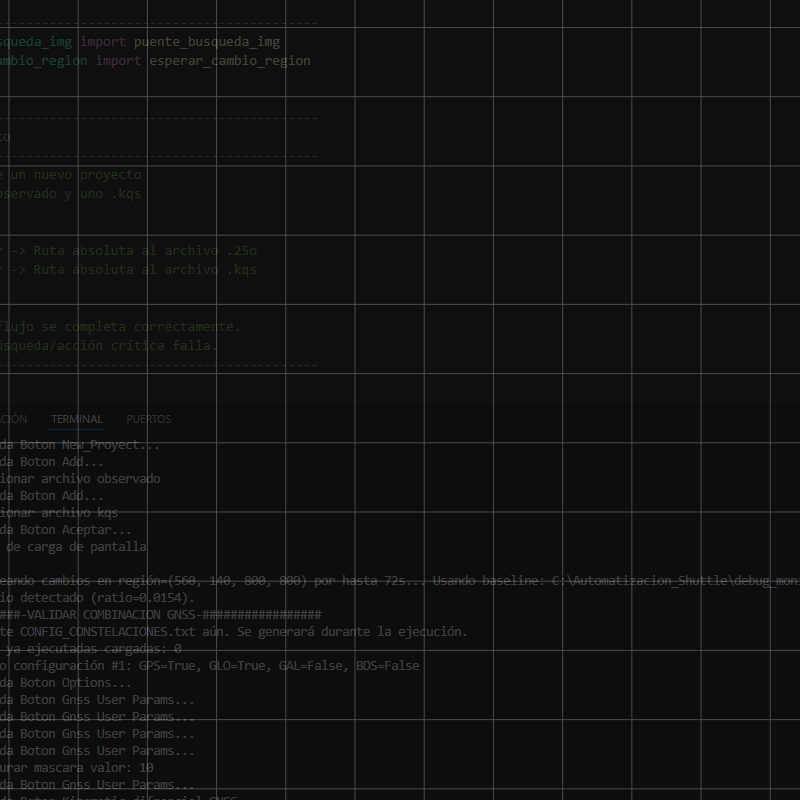 squeda_img import puente_busqueda_img
ambio_region import esperar_cambio_region
to
e un nuevo proyecto
bservado y uno .kqs
r -> Ruta absoluta al archivo .25o
r -> Ruta absoluta al archivo .kqs
flujo se completa correctamente.
úsqueda/acción crítica falla.
CIÓN TERMINAL PUERTOS
da Boton New_Proyect...
da Boton Add...
ionar archivo observado
da Boton Add...
ionar archivo kqs
da Boton Aceptar...
de carga de pantalla
eando cambios en región=(560, 140, 800, 800) por hasta 72s... Usando baseline: C:\Automatizacion_Shuttle\debug_moni
io detectado (ratio=0.0154).
###-VALIDAR COMBINACION GNSS-#################
te CONFIG_CONSTELACIONES.txt aún. Se generará durante la ejecución.
ya ejecutadas cargadas: 0
o configuración #1: GPS=True, GLO=True, GAL=False, BDS=False
da Boton Options...
da Boton Gnss User Params...
da Boton Gnss User Params...
da Boton Gnss User Params...
da Boton Gnss User Params...
urar mascara valor: 10
da Boton Gnss User Params...